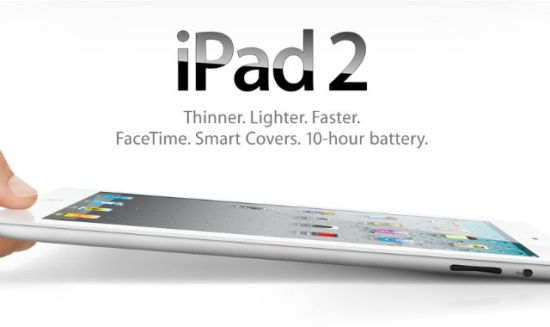 iPad 2
Thinner. Lighter. Faster.
FaceTime. Smart Covers. 10-hour battery.